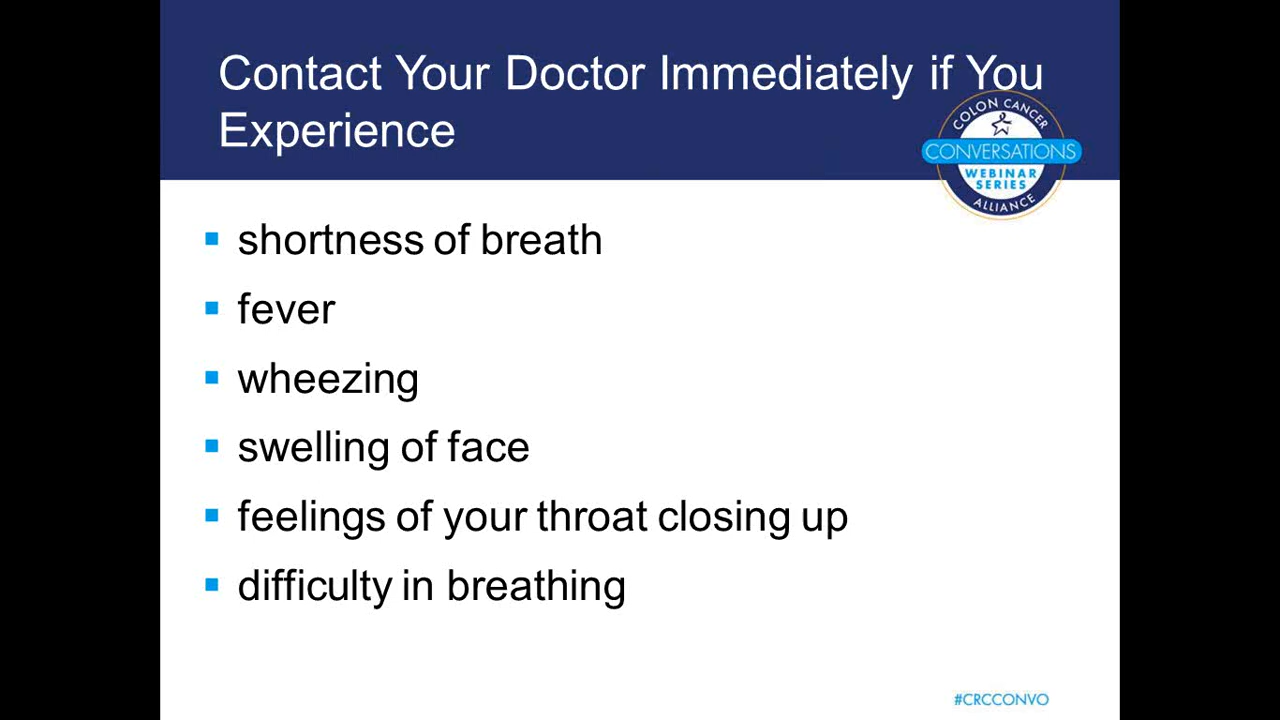 Contact Your Doctor Immediately if You
Experience
COLON CANCER
CONVERSATIONS
WEBINAR
SERIES
ALLIANCE
shortness of breath
fever
wheezing
swelling of face
feelings of your throat closing up
difficulty in breathing
#CRCCONVO